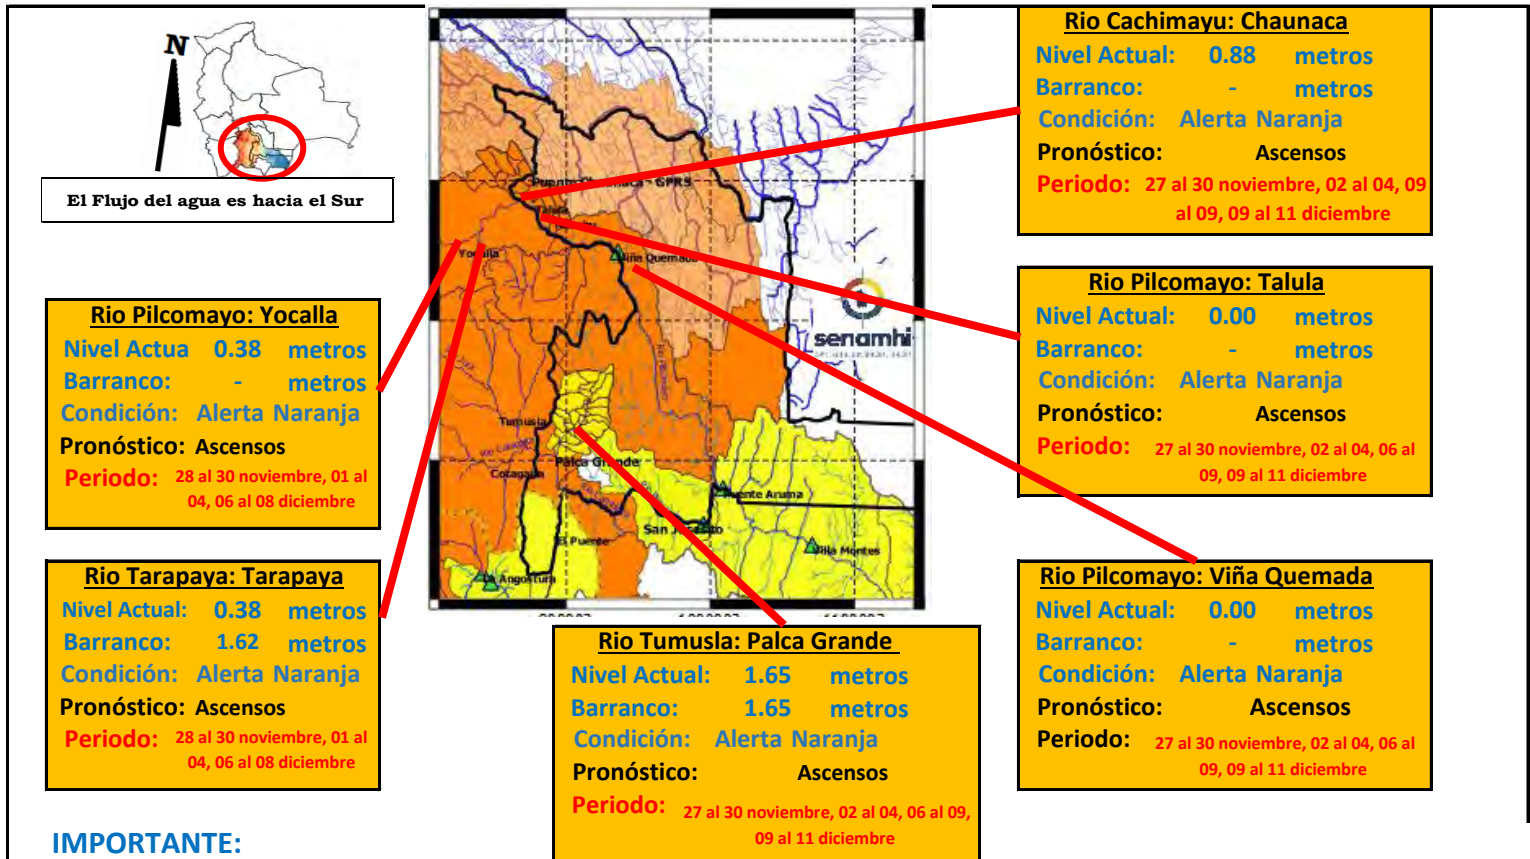 N
El Flujo del agua es hacia el Sur
Rio Pilcomayo: Yocalla
Nivel Actua 0.38 metros
Barranco: - metros
Condición: Alerta Naranja
Pronóstico: Ascensos
Periodo: 28 al 30 noviembre, 01 al
04, 06 al 08 diciembre
Rio Tarapaya: Tarapaya
Nivel Actual: 0.38 metros
Barranco: 1.62 metros
Condición: Alerta Naranja
Pronóstico: Ascensos
Periodo: 28 al 30 noviembre, 01 al
04, 06 al 08 diciembre
IMPORTANTE:
GPRS
Talula
Yocalla
Viña Quemada
senamhi
Tumusla
Palca Grande
Cotagaita
Puente Aruma
San Josecito
El Puente
Villa Montes
La Angostura
Rio Tumusla: Palca Grande
Nivel Actual: 1.65 metros
Barranco: 1.65 metros
Condición: Alerta Naranja
Pronóstico: Ascensos
Periodo: 27 al 30 noviembre, 02 al 04, 06 al 09,
09 al 11 diciembre
Rio Cachimayu: Chaunaca
Nivel Actual: 0.88 metros
Barranco: - metros
Condición: Alerta Naranja
Pronóstico: Ascensos
Periodo: 27 al 30 noviembre, 02 al 04, 09
al 09, 09 al 11 diciembre
Rio Pilcomayo: Talula
Nivel Actual: 0.00 metros
Barranco: - metros
Condición: Alerta Naranja
Pronóstico: Ascensos
Periodo: 27 al 30 noviembre, 02 al 04, 06 al
09, 09 al 11 diciembre
Rio Pilcomayo: Viña Quemada
Nivel Actual: 0.00 metros
Barranco: - metros
Condición: Alerta Naranja
Pronóstico: Ascensos
Periodo: 27 al 30 noviembre, 02 al 04, 06 al
09, 09 al 11 diciembre